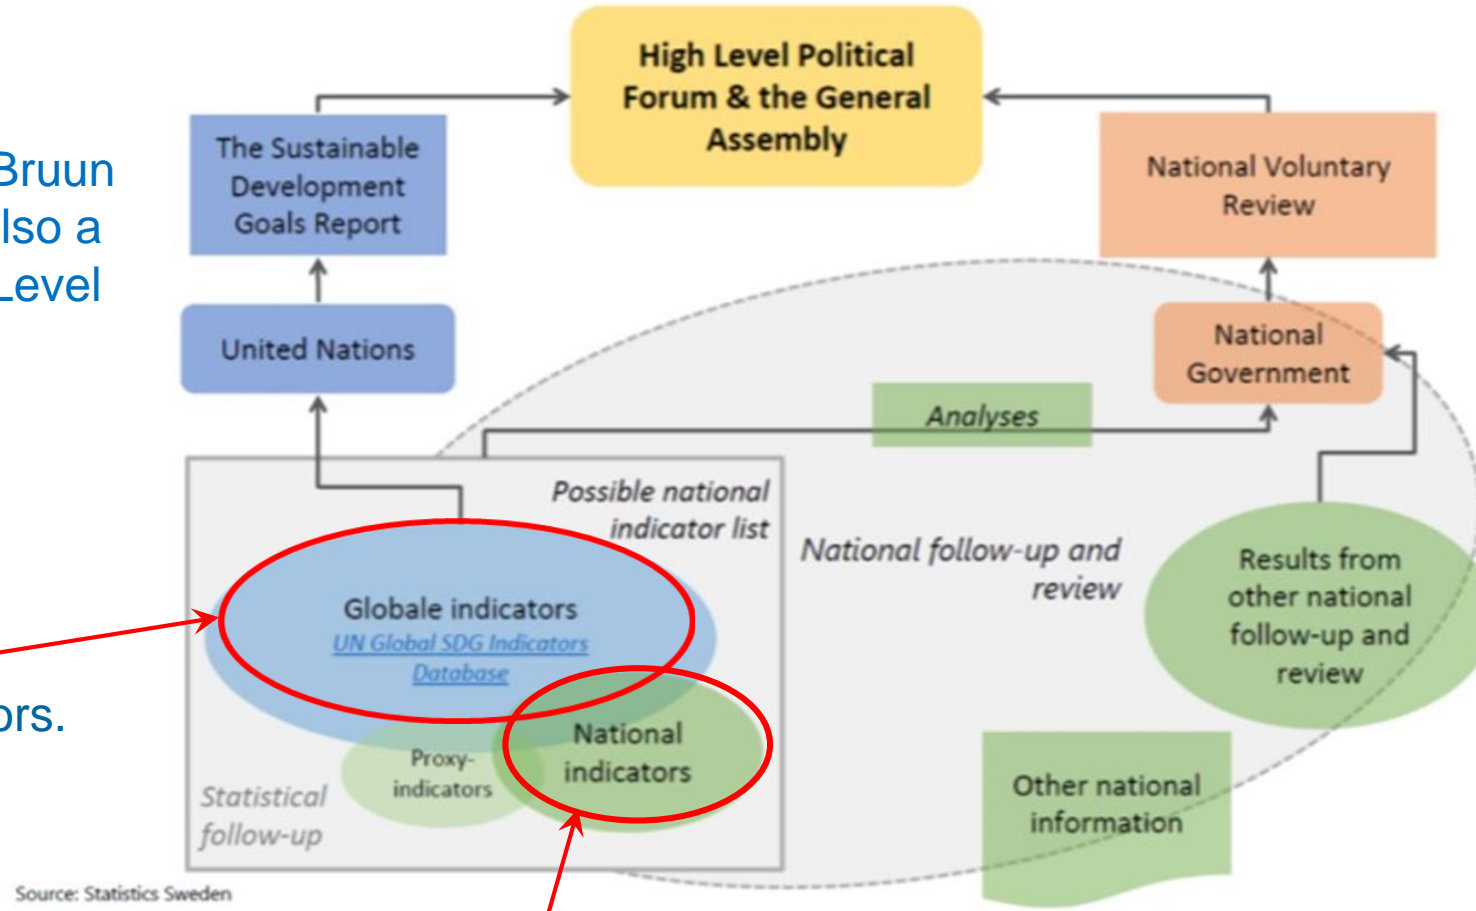 High Level Political
Forum & the General
Assembly
The Sustainable
Development
Goals Report
National Voluntary
Review
Bruun
lso a
Level
United Nations
National
Government
Analyses
Possible national
indicator list
National follow-up and
review
Results from
other national
follow-up and
review
Globale indicators
UN Global SDG Indicators
Database
ors.
National
indicators
Proxy-
indicators
Statistical
follow-up
Other national
information
Source: Statistics Sweden